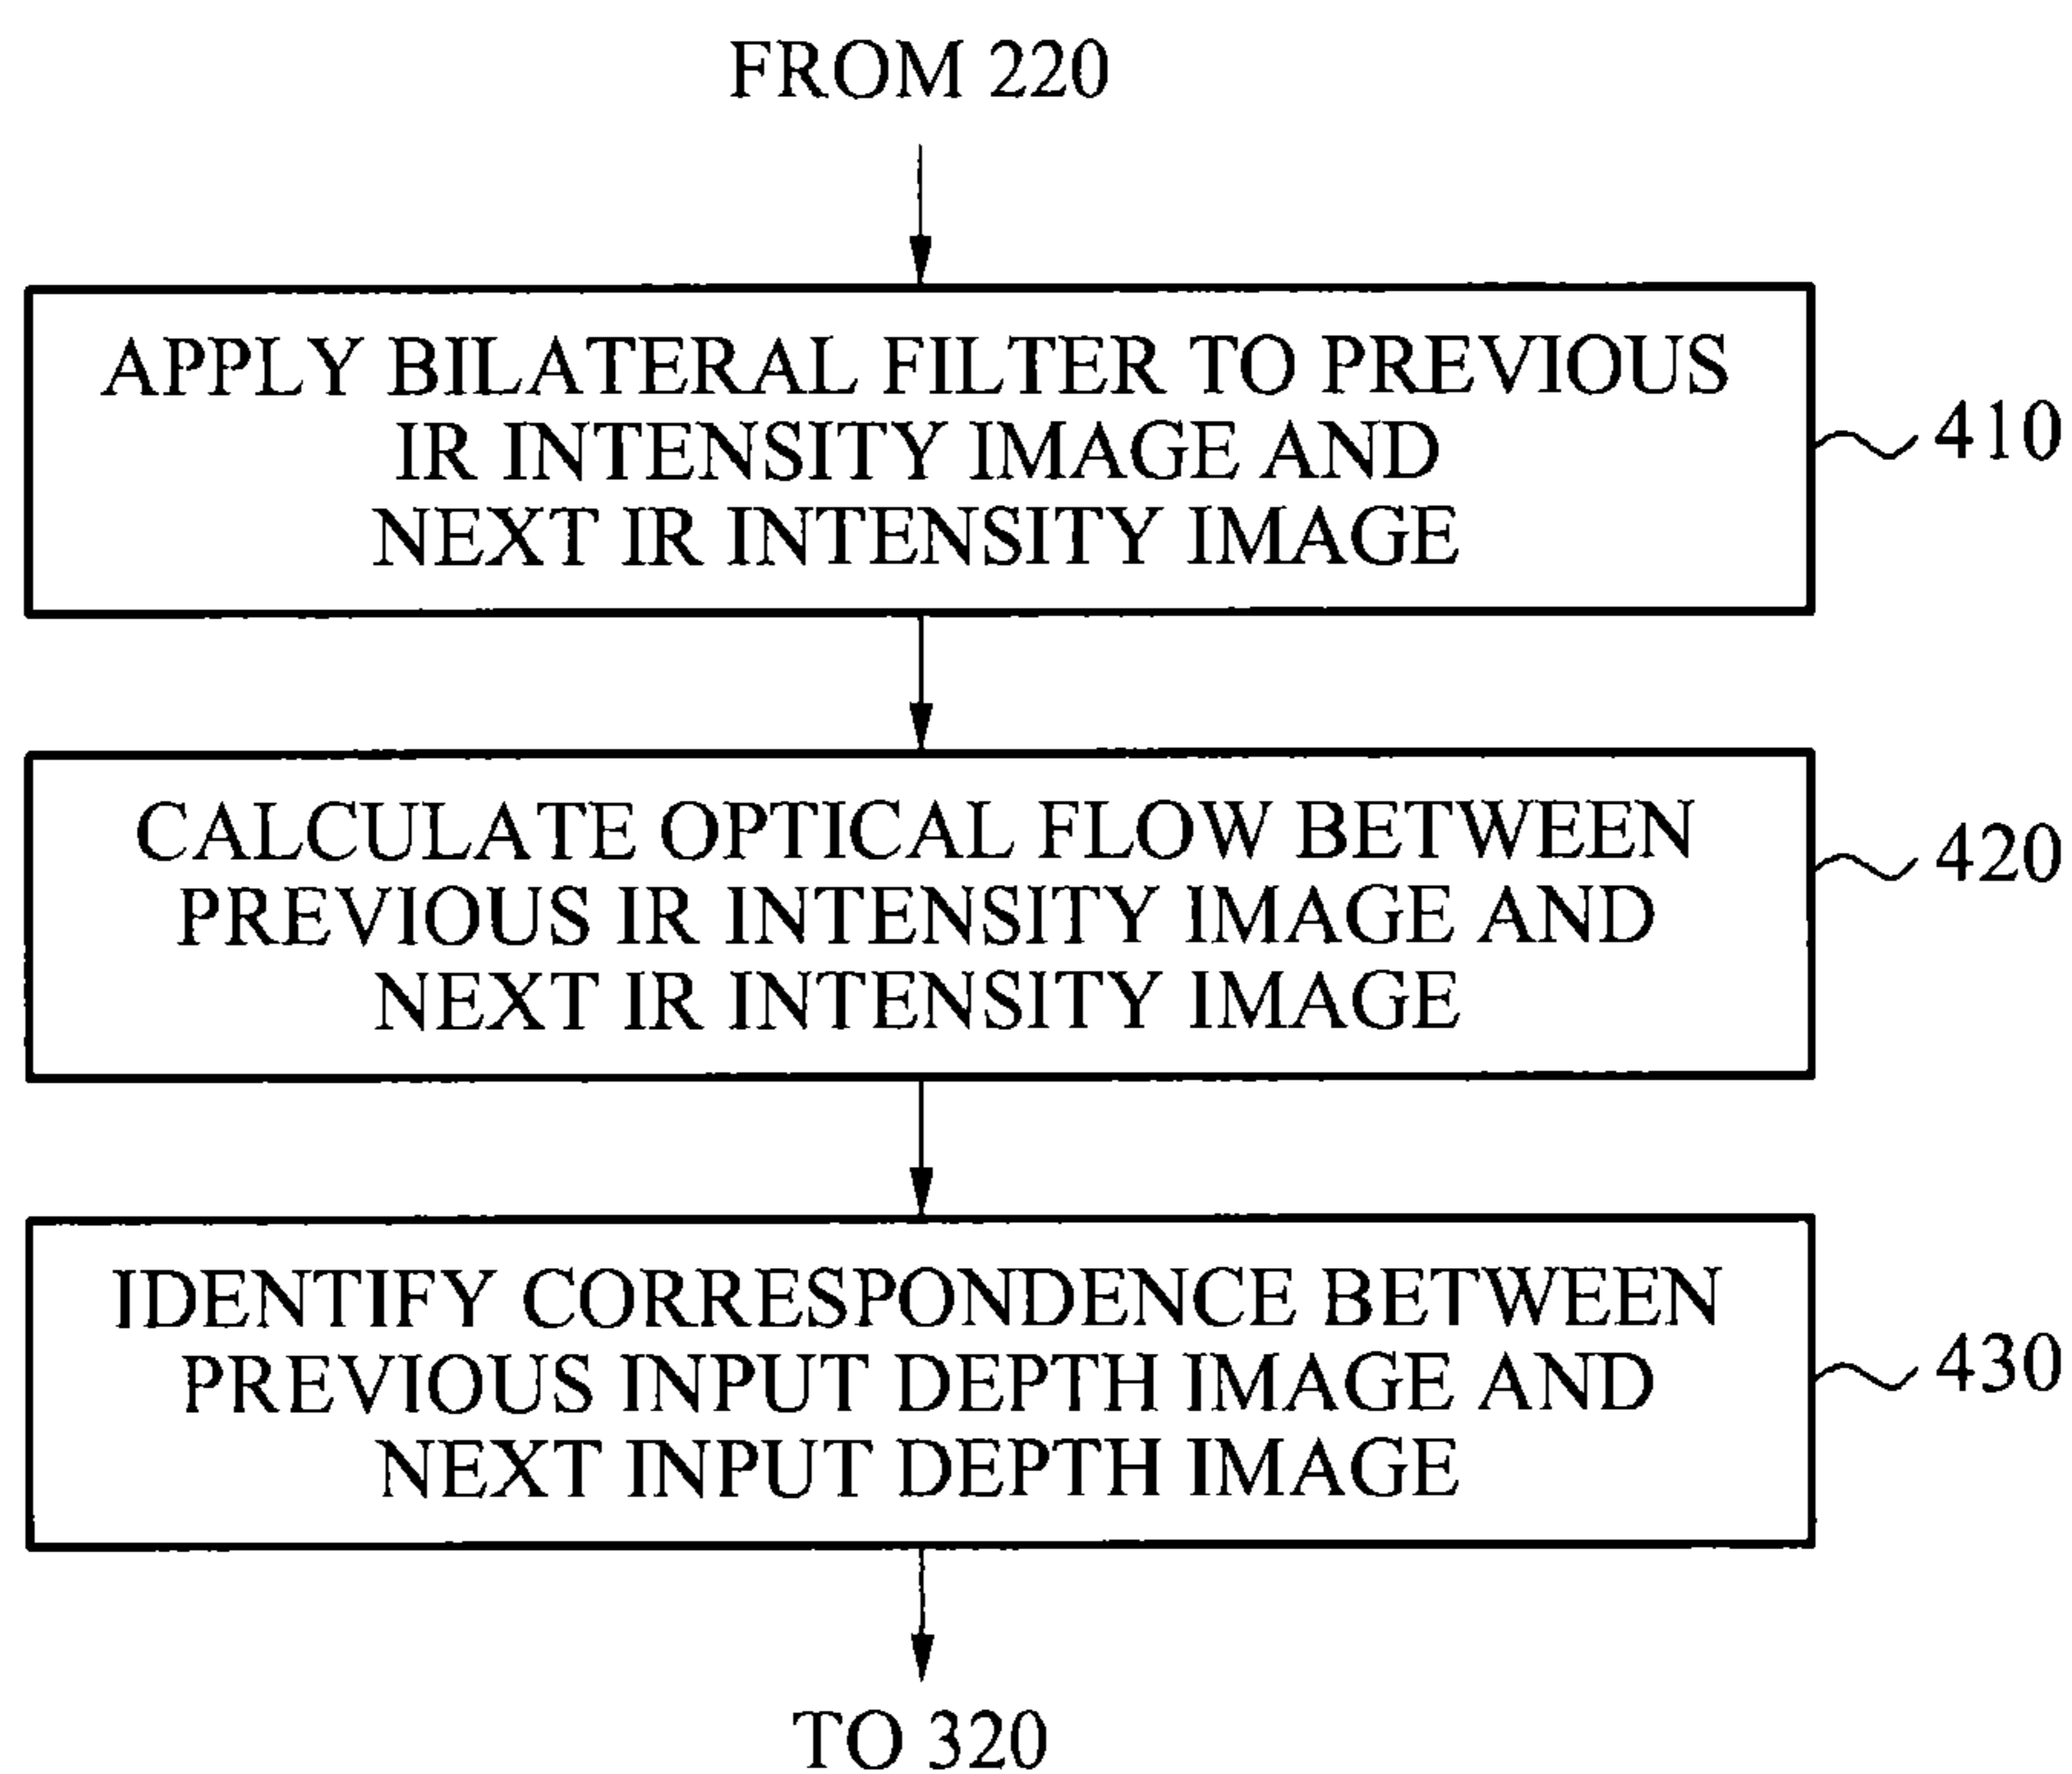 FROM 220
APPLY BILATERAL FILTER TO PREVIOUS
IR INTENSITY IMAGE AND
NEXT IR INTENSITY IMAGE
410
CALCULATE OPTICAL FLOW BETWEEN
PREVIOUS IR INTENSITY IMAGE AND
NEXT IR INTENSITY IMAGE
420
IDENTIFY CORRESPONDENCE BETWEEN
PREVIOUS INPUT DEPTH IMAGE AND
NEXT INPUT DEPTH IMAGE
430
TO 320